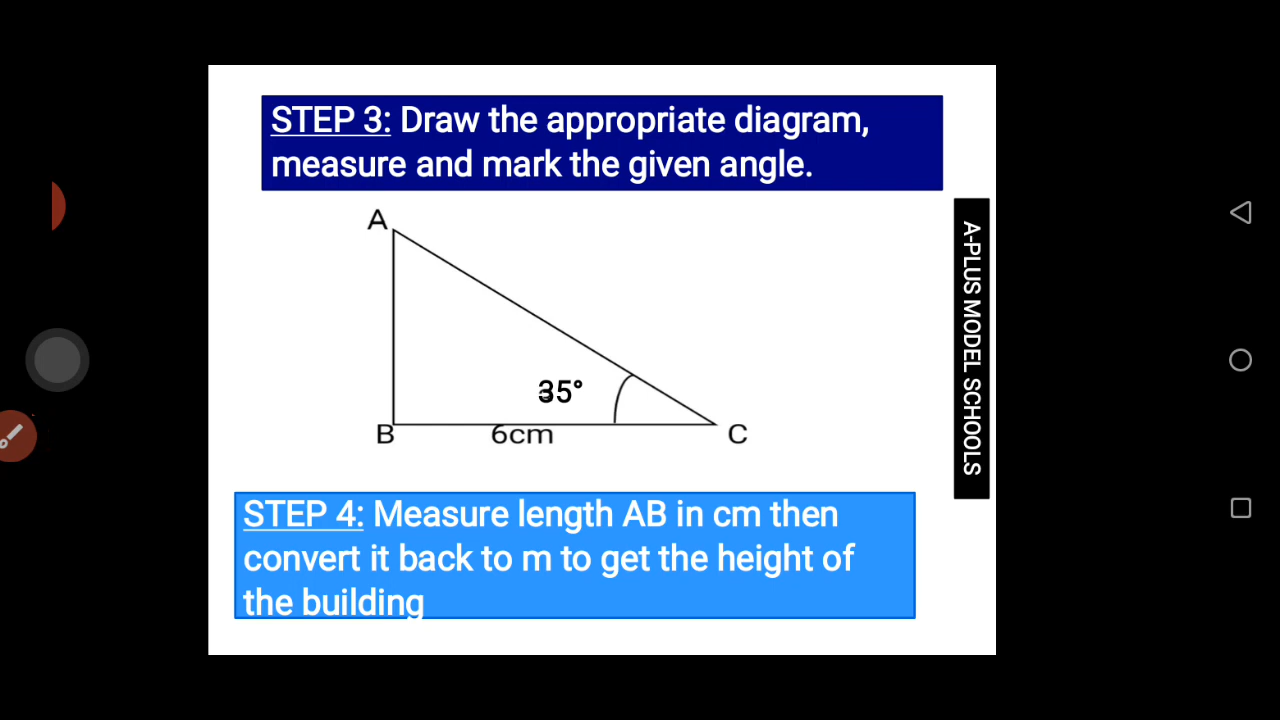 STEP 3: Draw the appropriate diagram,
measure and mark the given angle.
A
35°
B
6cm
C
STEP 4: Measure length AB in cm then
convert it back to m to get the height of
the building
A-PLUS MODEL SCHOOLS